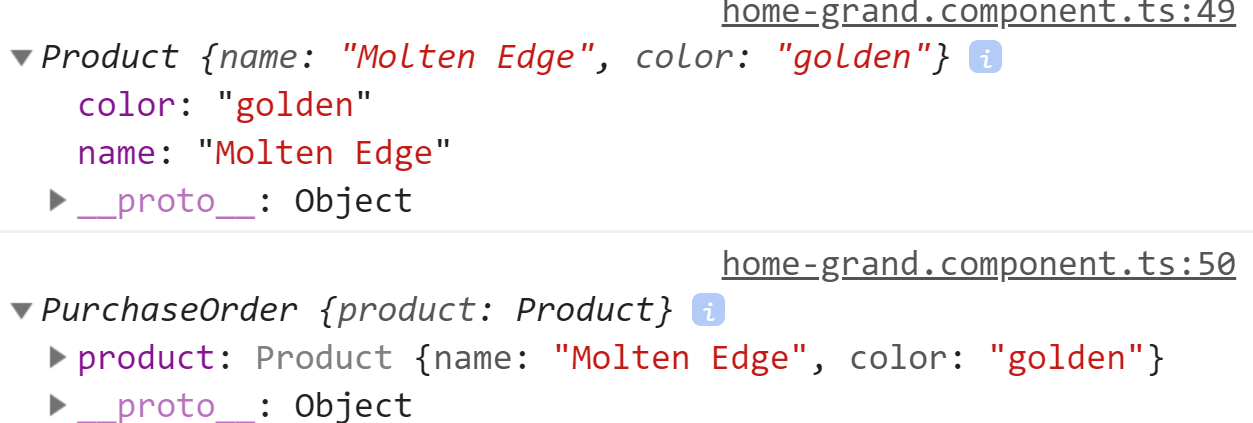 home-grand.component.ts:49
▼Product {name: "Molten Edge", color: "golden"} i
color: "golden"
name: "Molten Edge"
▶__proto__: Object
home-grand.component.ts:50
▼PurchaseOrder {product: Product} i
▶product: Product {name: "Molten Edge", color: "golden"}
▶__proto__: Object